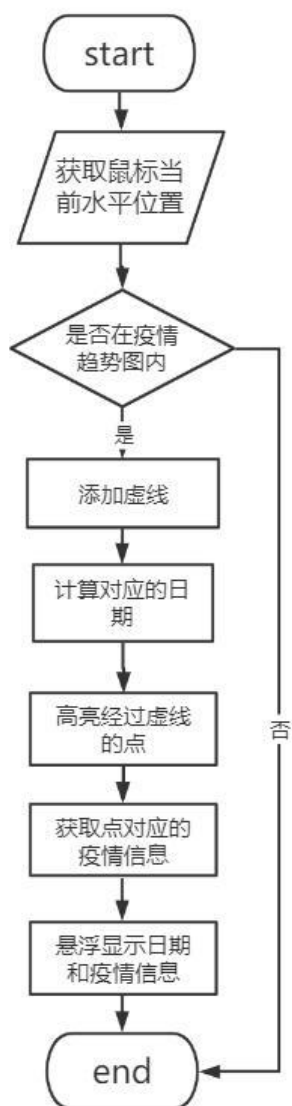 start
获取鼠标当
前水平位置
是否在疫情
趋势图内
是
添加虚线
计算对应的日
期
高亮经过虚线
的点
否
获取点对应的
疫情信息
悬浮显示日期
和疫情信息
end